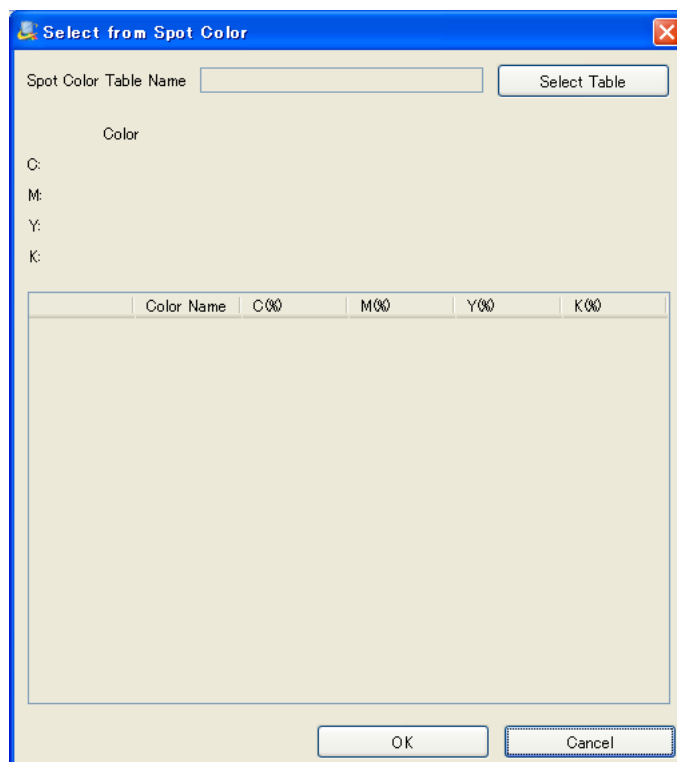 Select from Spot Color
Spot Color Table Name Select Table
Color
C:
M:
Y:
K:
Color Name C(%) M(%) Y(%) K(%)
OK Cancel